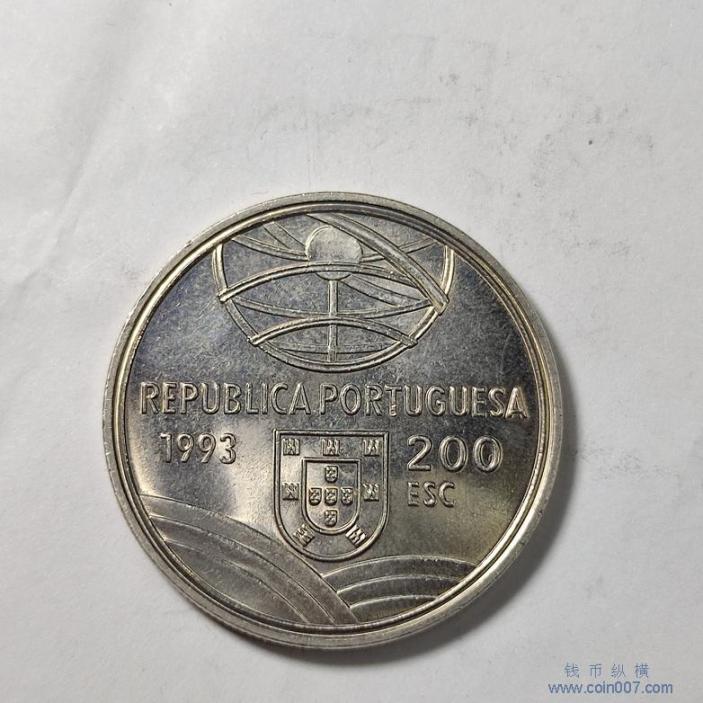 REPUBLICA PORTUGUESA
1993 200
ESC
钱币纵横
www.coin007.com